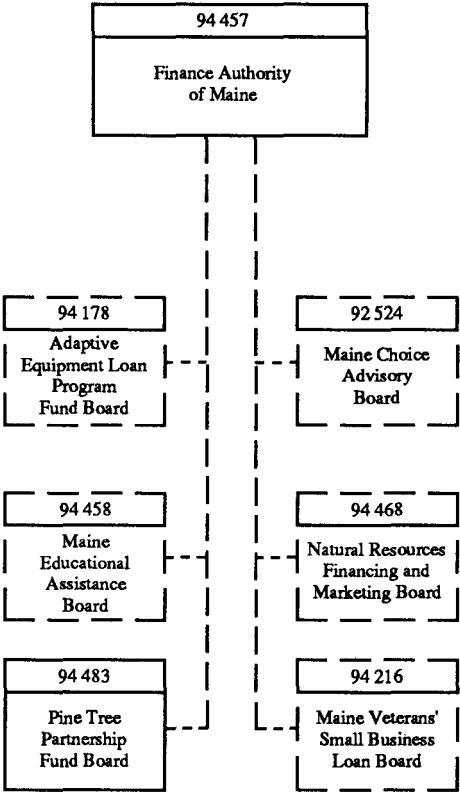 94 457
Finance Authority
of Maine
94 178
Adaptive
Equipment Loan
Program
Fund Board
92 524
Maine Choice
Advisory
Board
94 458
Maine
Educational
Assistance
Board
94 468
Natural Resources
Financing and
Marketing Board
94 483
Pine Tree
Partnership
Fund Board
94 216
Maine Veterans'
Small Business
Loan Board